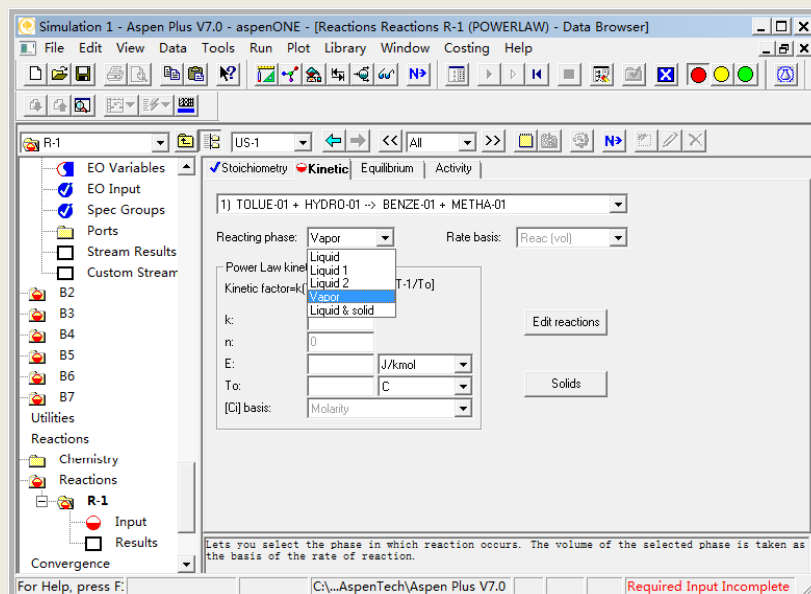 Simulation 1 - Aspen Plus V7.0 - aspenONE - [Reactions Reactions R-1 (POWERLAW) - Data Browser]
File Edit View Data Tools Run Plot Library Window Costing Help
N→
R-1 US-1 << All >> N→
EO Variables
EO Input
Spec Groups
Ports
Stream Results
Custom Stream
B2
B3
B4
B5
B6
B7
Utilities
Reactions
Chemistry
Reactions
R-1
Input
Results
Convergence
Stoichiometry Kinetic Equilibrium Activity
1) TOLUE-01 + HYDRO-01 --> BENZE-01 + METHA-01
Reacting phase: Vapor Rate basis: Reac (vol)
Liquid
Liquid 1
Liquid 2
Vapor
Liquid & solid
Power Law kinet
Kinetic factor=k[ T-1/To]
k:
n: 0
E: J/kmol
To: C
[Ci] basis: Molarity
Edit reactions
Solids
Lets you select the phase in which reaction occurs. The volume of the selected phase is taken as
the basis of the rate of reaction.
For Help, press F: C:\...AspenTech\Aspen Plus V7.0 Required Input Incomplete